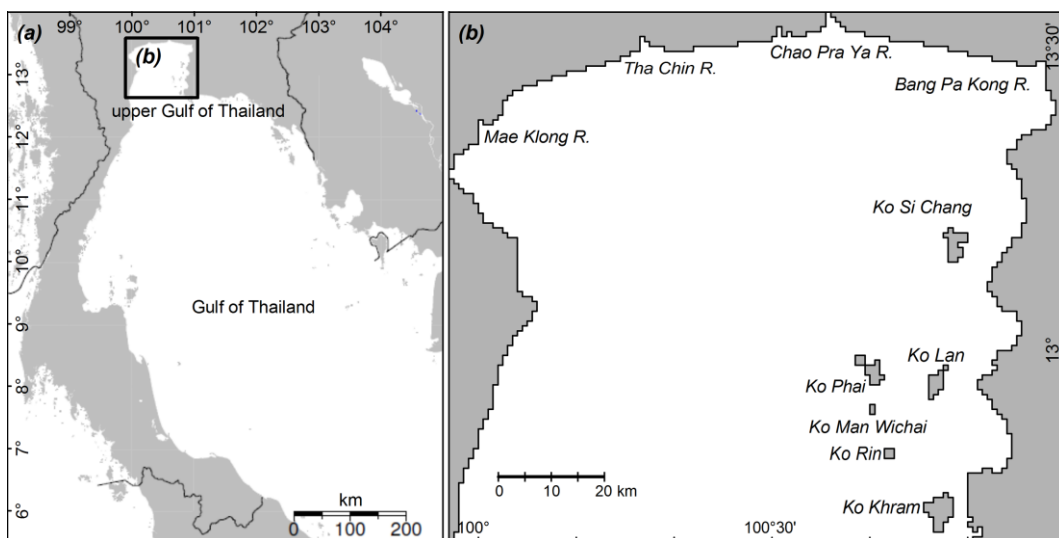 (a)
99°
100°
101°
102°
103°
104°
(b)
13°
12°
11°
10°
9°
8°
7°
6°
upper Gulf of Thailand
Gulf of Thailand
km
0 100 200
(b)
Chao Pra Ya R.
Tha Chin R.
Bang Pa Kong R.
Mae Klong R.
13°30'
Ko Si Chang
13°
Ko Lan
Ko Phai
Ko Man Wichai
Ko Rin
0 10 20 km
Ko Khram
100°
100°30'